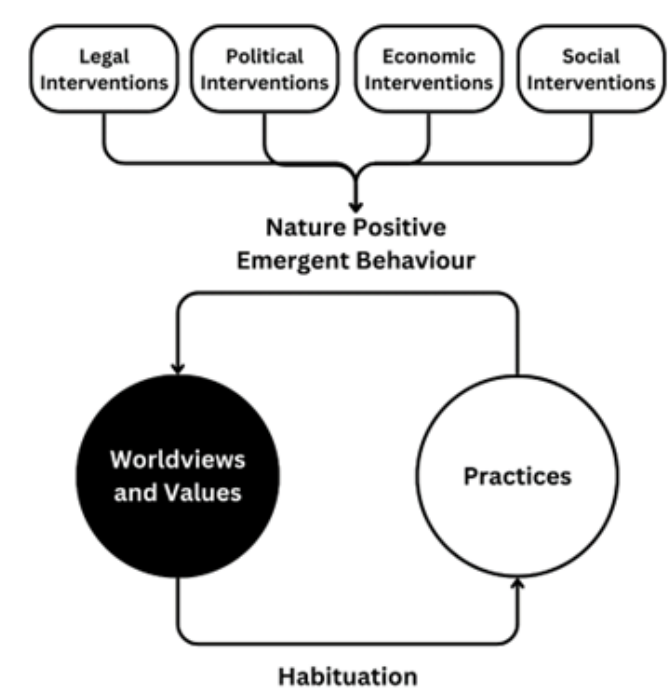 Legal
Interventions
Political
Interventions
Economic
Interventions
Social
Interventions
Nature Positive
Emergent Behaviour
Worldviews
and Values
Practices
Habituation